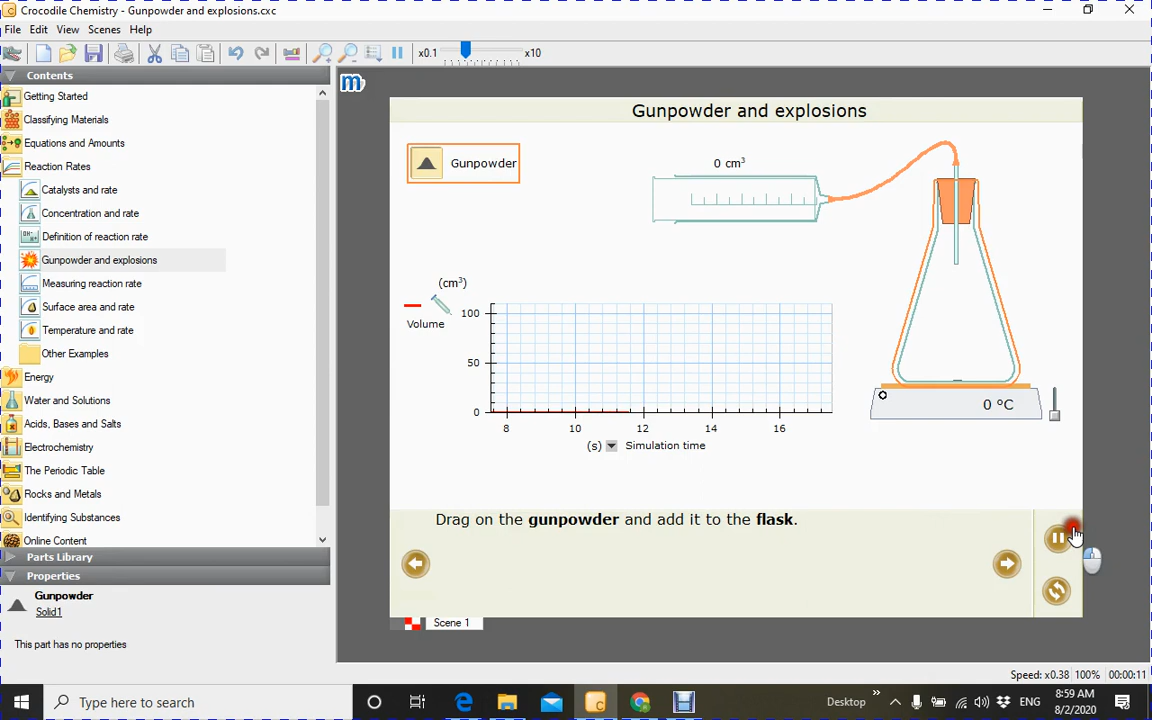 Crocodile Chemistry - Gunpowder and explosions.cxc
File Edit View Scenes Help
x0.1 x10
Contents
Getting Started
Classifying Materials
Equations and Amounts
Reaction Rates
Catalysts and rate
Concentration and rate
Definition of reaction rate
Gunpowder and explosions
Measuring reaction rate
Surface area and rate
Temperature and rate
Other Examples
Energy
Water and Solutions
Acids, Bases and Salts
Electrochemistry
The Periodic Table
Rocks and Metals
Identifying Substances
Online Content
Parts Library
Properties
Gunpowder
Solid1
This part has no properties
m
Gunpowder and explosions
Gunpowder
0 cm³
(cm³)
Volume
100
50
0
8 10 12 14 16
(s) Simulation time
0 °C
Drag on the gunpowder and add it to the flask.
Scene 1
Speed: x0.38 100% 00:00:11
Type here to search
Desktop
ENG
8:59 AM
8/2/2020